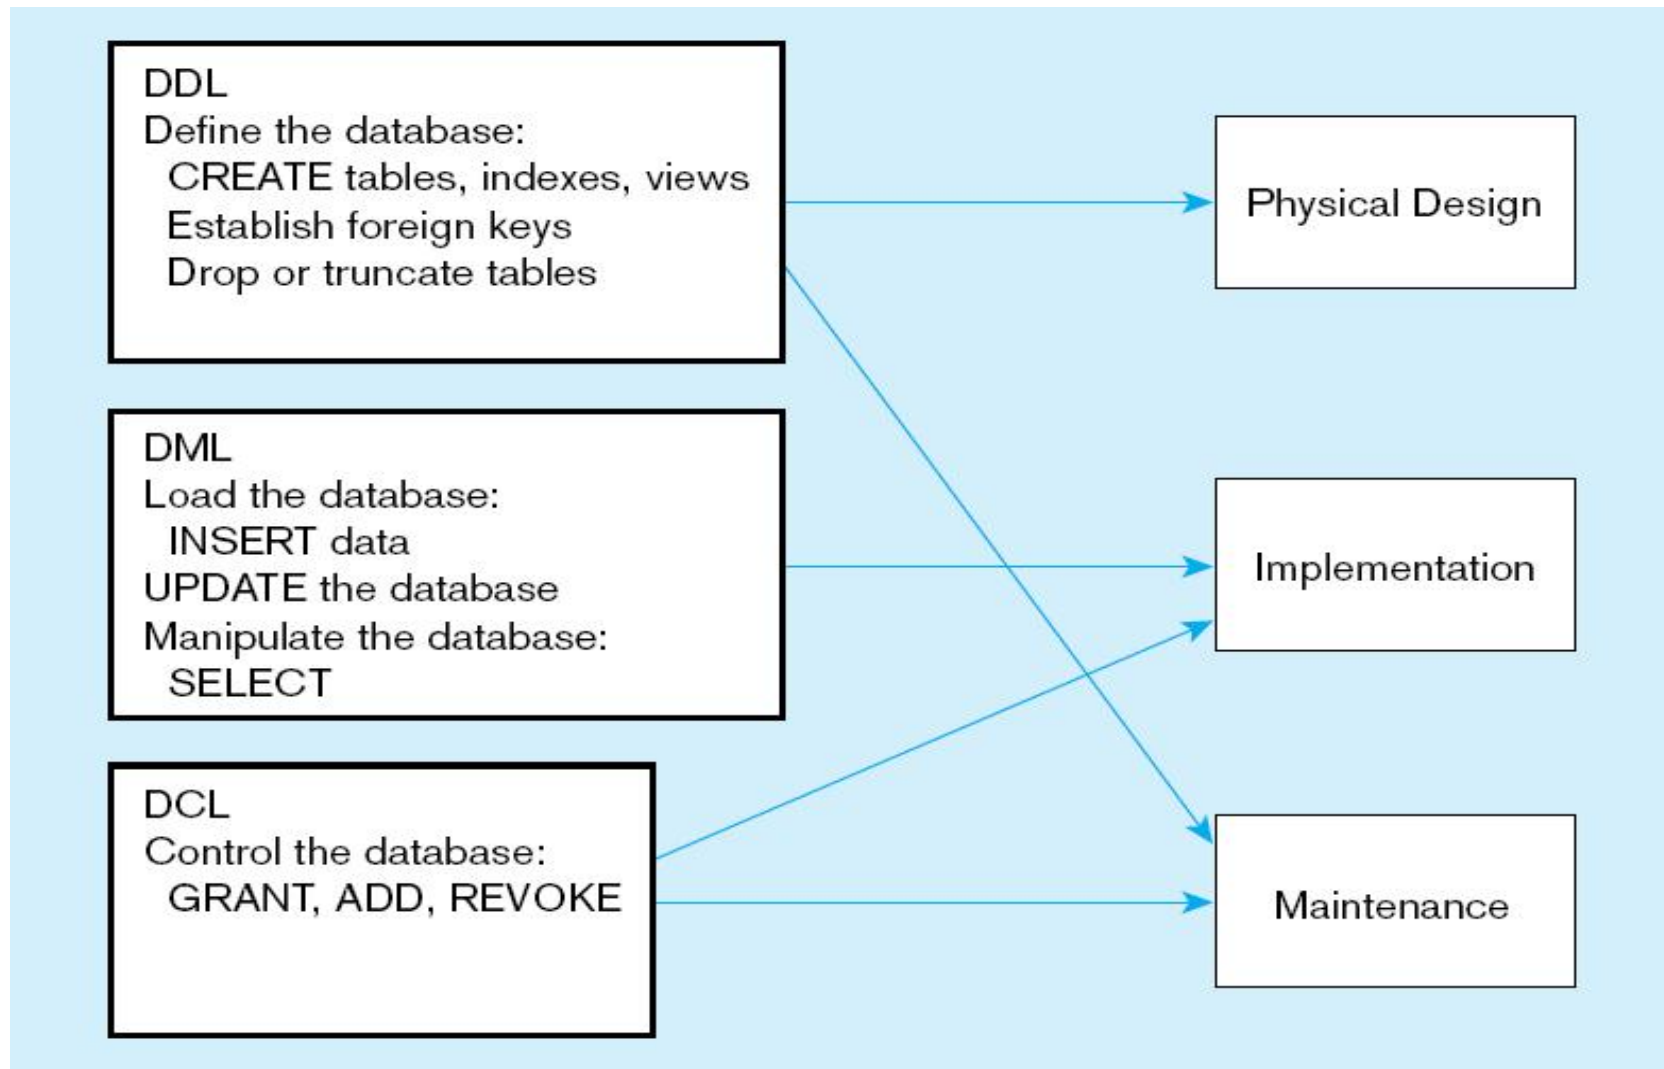 DDL
Define the database:
CREATE tables, indexes, views
Establish foreign keys
Drop or truncate tables
Physical Design
DML
Load the database:
INSERT data
UPDATE the database
Manipulate the database:
SELECT
Implementation
DCL
Control the database:
GRANT, ADD, REVOKE
Maintenance